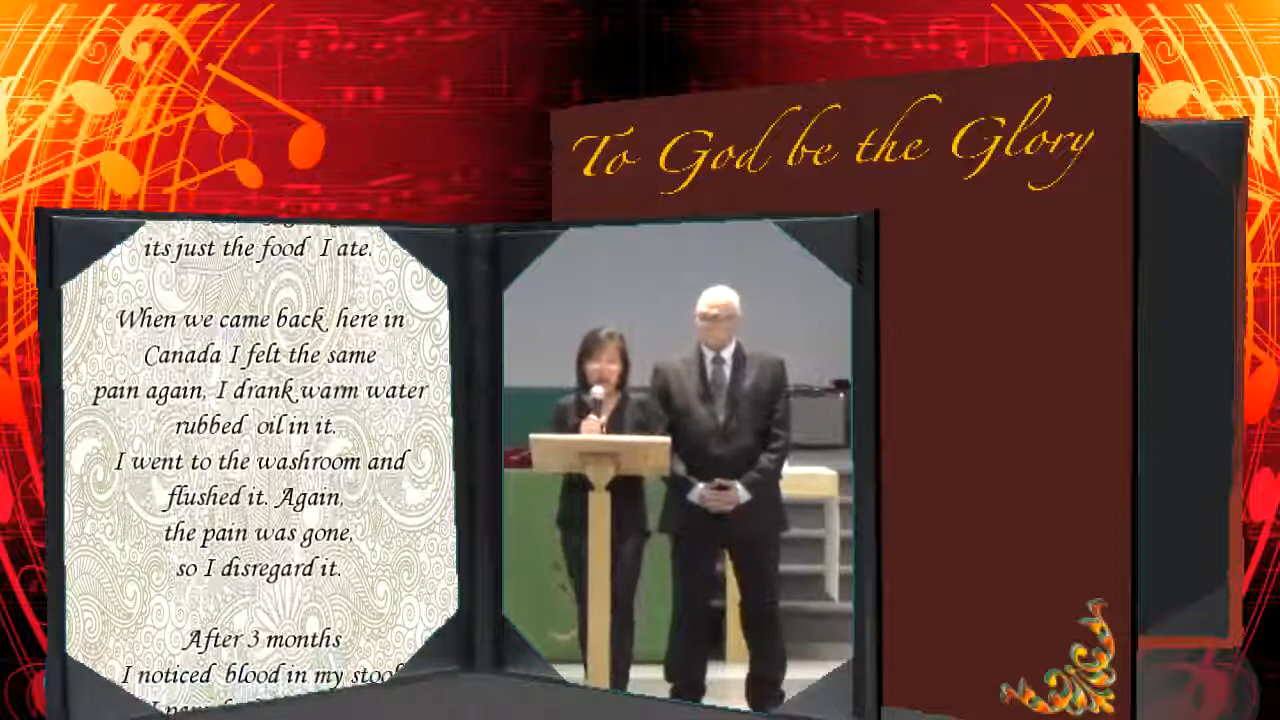 To God be the Glory
its just the food I ate.
When we came back here in
Canada I felt the same
pain again, I drank warm water
rubbed oil in it.
I went to the washroom and
flushed it. Again,
the pain was gone,
so I disregard it.
After 3 months
I noticed blood in my stool